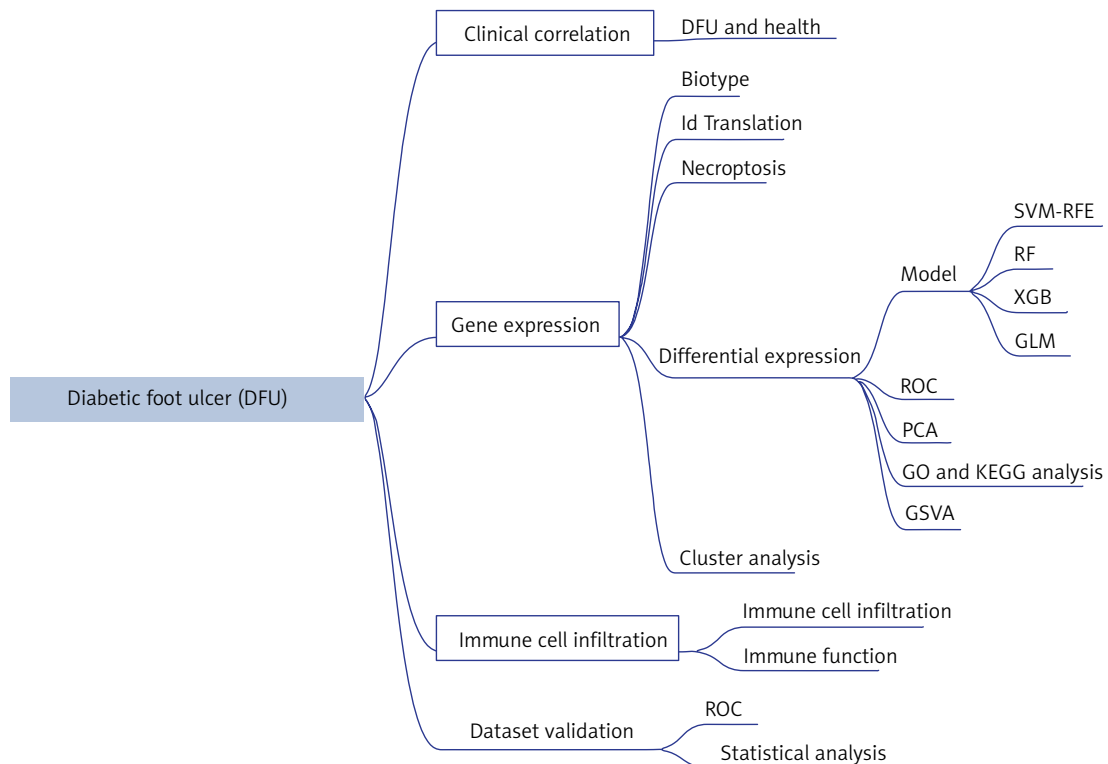 Clinical correlation
DFU and health
Biotype
Id Translation
Necroptosis
SVM-RFE
RF
Model
XGB
GLM
Gene expression
Differential expression
ROC
PCA
GO and KEGG analysis
GSVA
Diabetic foot ulcer (DFU)
Cluster analysis
Immune cell infiltration
Immune cell infiltration
Immune function
Dataset validation
ROC
Statistical analysis